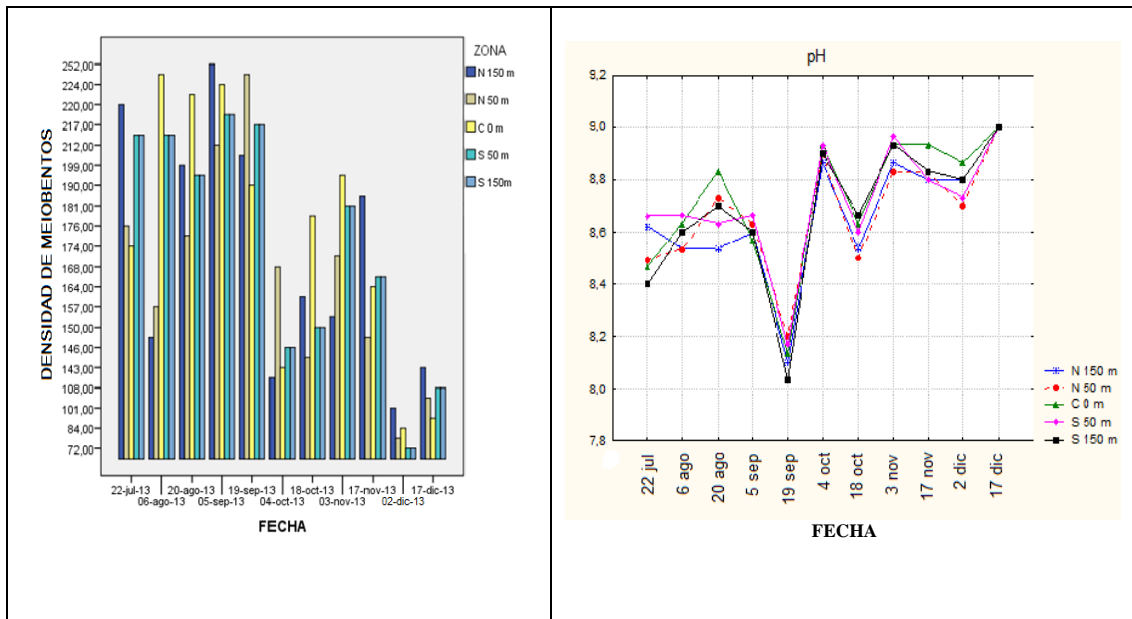 DENSIDAD DE MEIOBENTOS
252,00
224,00
220,00
217,00
212,00
199,00
190,00
181,00
176,00
174,00
168,00
164,00
157,00
150,00
146,00
143,00
108,00
101,00
84,00
72,00
ZONA
N 150 m
N 50 m
C 0 m
S 50 m
S 150m
22-jul-13
06-ago-13
20-ago-13
05-sep-13
19-sep-13
04-oct-13
18-oct-13
03-nov-13
17-nov-13
02-dic-13
17-dic-13
FECHA
pH
9,2
9,0
8,8
8,6
8,4
8,2
8,0
7,8
22 jul
6 ago
20 ago
5 sep
19 sep
4 oct
18 oct
3 nov
17 nov
2 dic
17 dic
N 150 m
N 50 m
C 0 m
S 50 m
S 150 m
FECHA